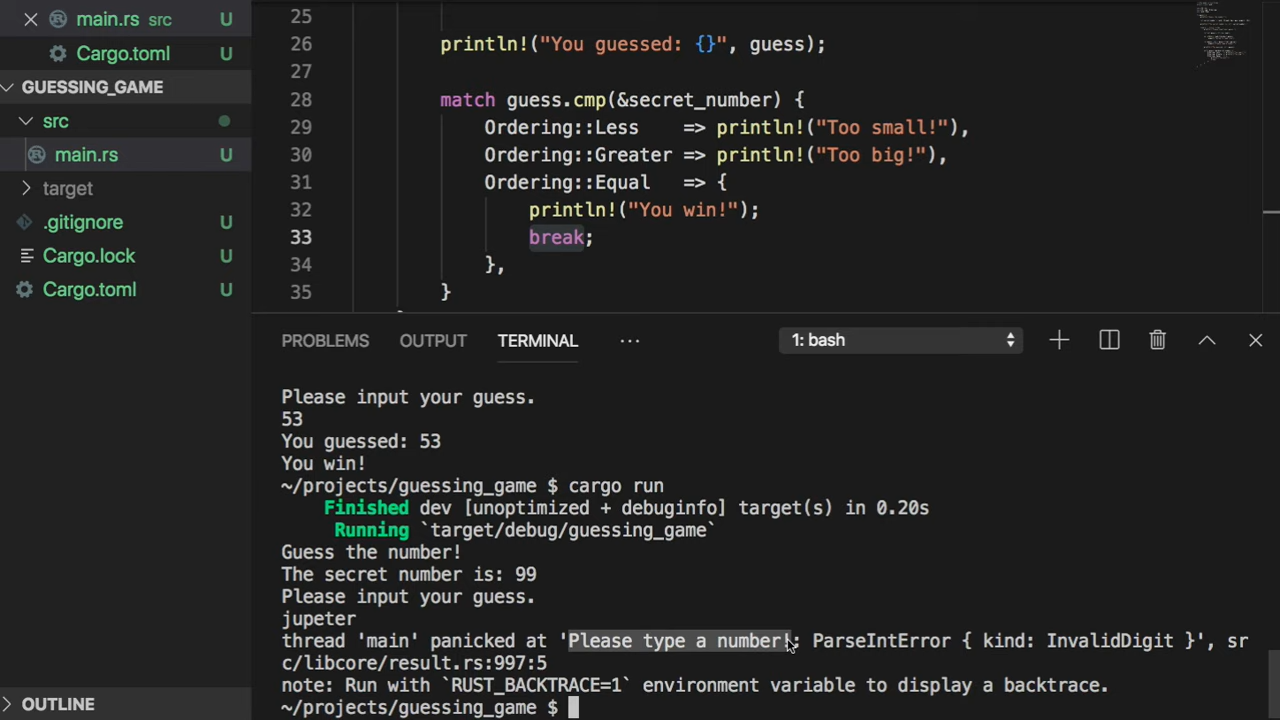 main.rs src U
Cargo.toml U
GUESSING_GAME
src
main.rs U
target
.gitignore U
Cargo.lock U
Cargo.toml U
OUTLINE
25
26 println!("You guessed: {}", guess);
27
28 match guess.cmp(&secret_number) {
29 Ordering::Less => println!("Too small!"),
30 Ordering::Greater => println!("Too big!"),
31 Ordering::Equal => {
32 println!("You win!");
33 break;
34 },
35 }
PROBLEMS OUTPUT TERMINAL ··· 1: bash
Please input your guess.
53
You guessed: 53
You win!
~/projects/guessing_game $ cargo run
Finished dev [unoptimized + debuginfo] target(s) in 0.20s
Running `target/debug/guessing_game`
Guess the number!
The secret number is: 99
Please input your guess.
jupeter
thread 'main' panicked at 'Please type a number!: ParseIntError { kind: InvalidDigit }', sr
c/libcore/result.rs:997:5
note: Run with `RUST_BACKTRACE=1` environment variable to display a backtrace.
~/projects/guessing_game $